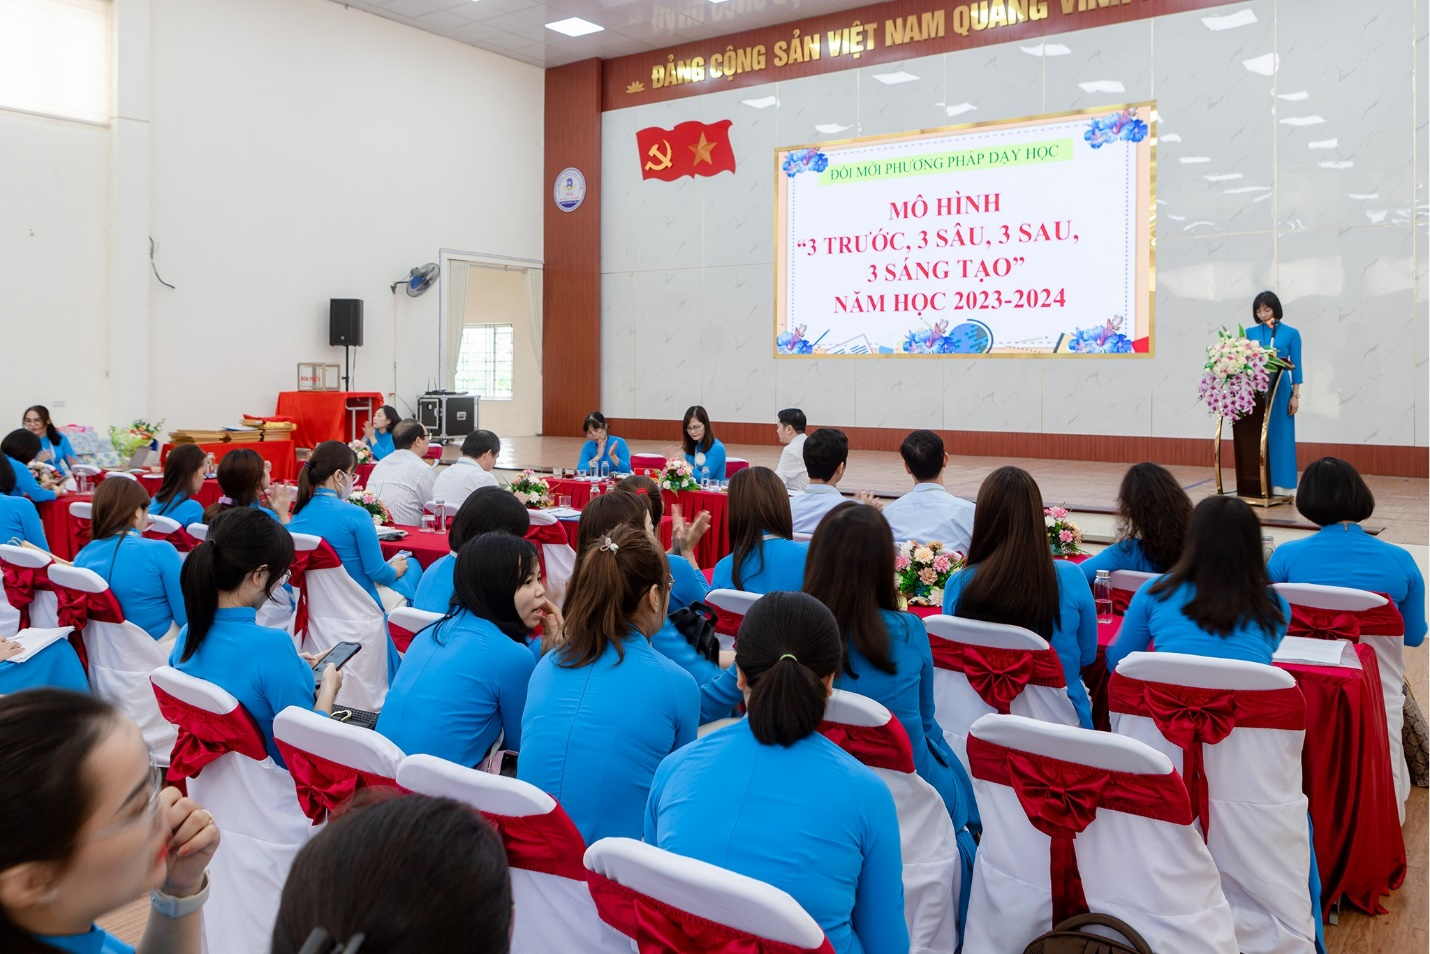 ĐẢNG CỘNG SẢN VIỆT NAM QUANG VINH
ĐỔI MỚI PHƯƠNG PHÁP DẠY HỌC
MÔ HÌNH
“3 TRƯỚC, 3 SÂU, 3 SAU,
3 SÁNG TẠO”
NĂM HỌC 2023-2024